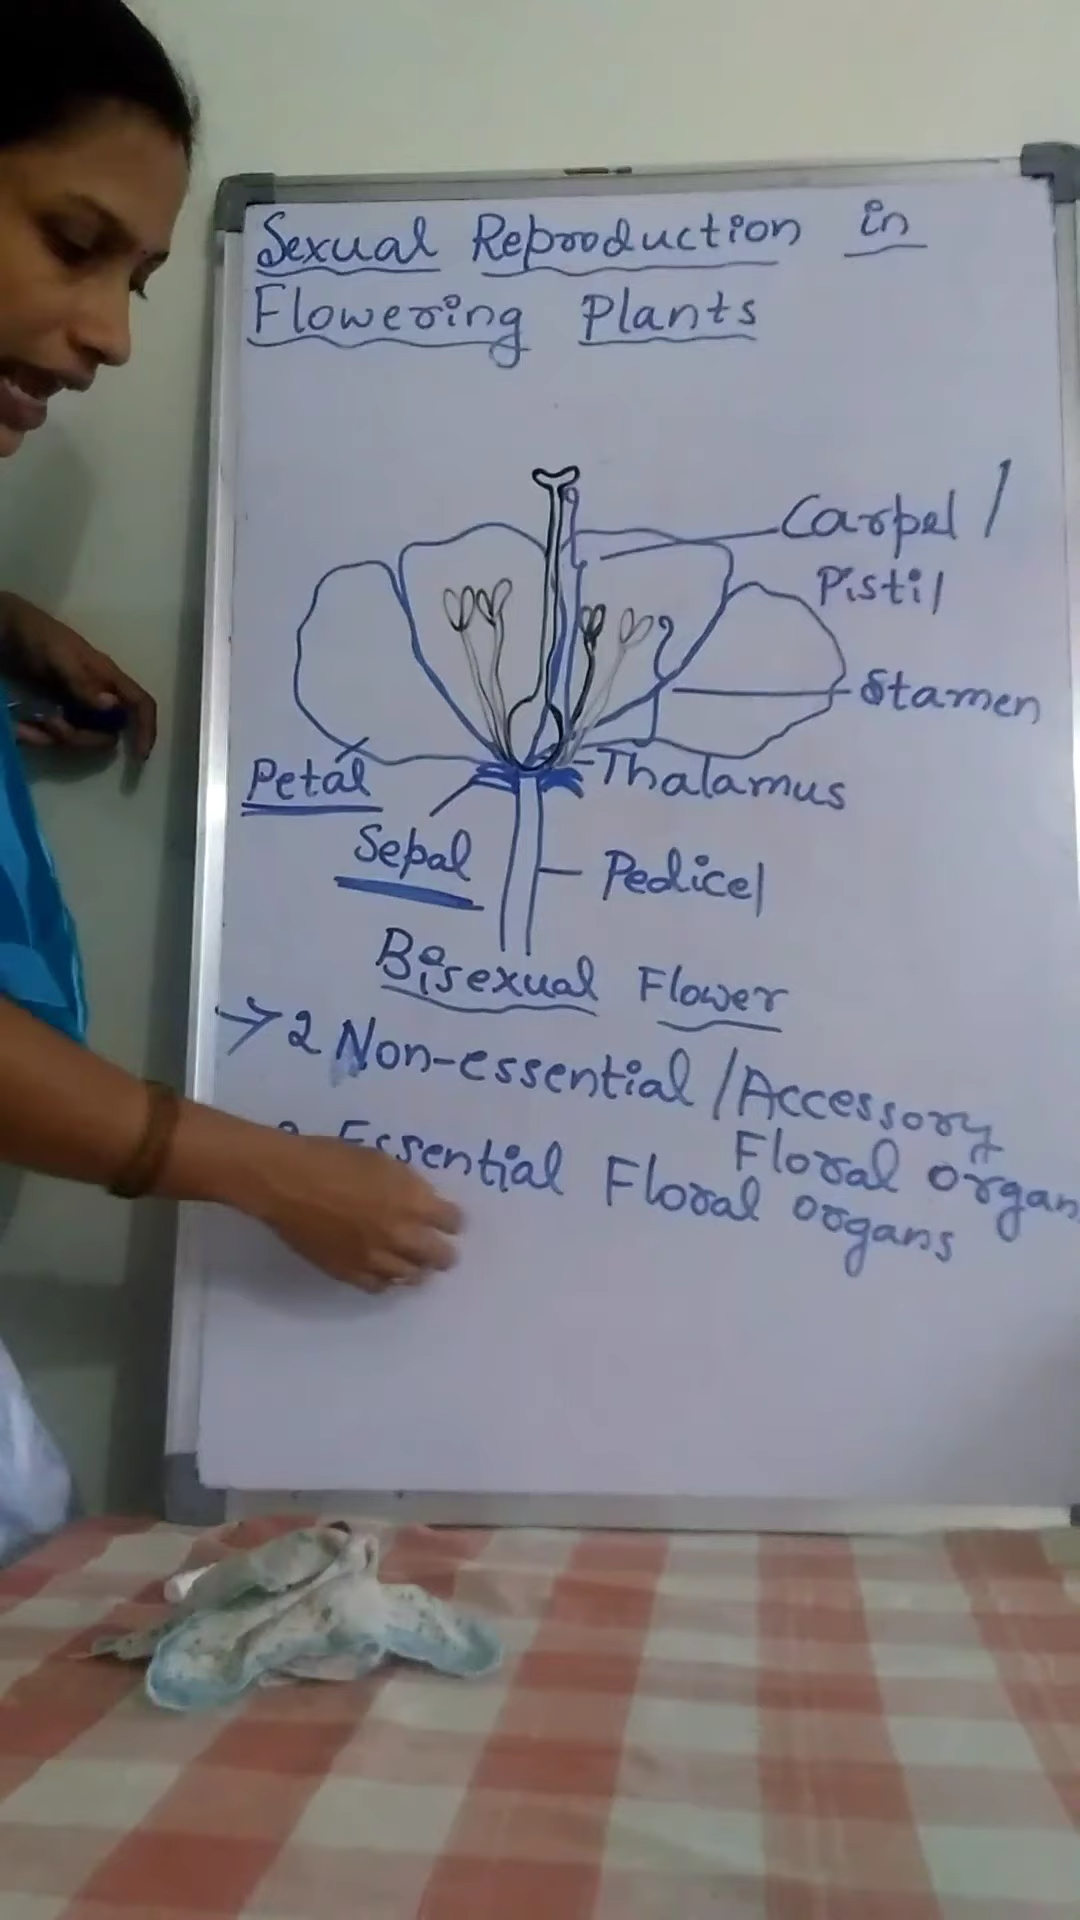 Sexual Reproduction in
Flowering Plants
Carpel /
Pistil
Stamen
Petal
Thalamus
Sepal
Pedicel
Bisexual Flower
→ 2 Non-essential / Accessory
Floral organ
Essential Floral organs